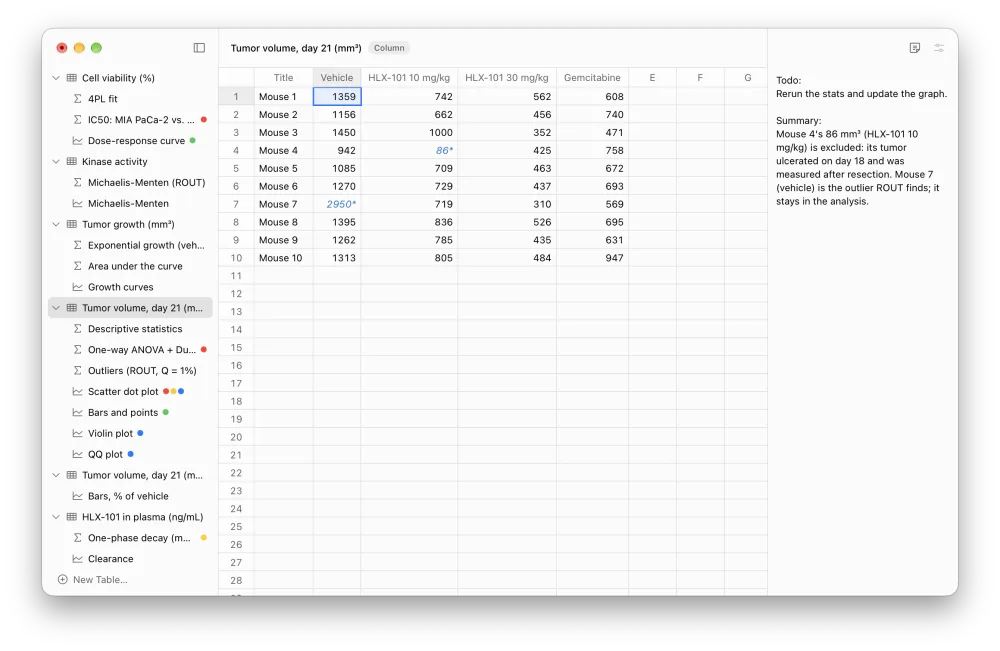 Tumor volume, day 21 (mm³) Column
Cell viability (%)
4PL fit
IC50: MIA PaCa-2 vs. ...
Dose-response curve
Kinase activity
Michaelis-Menten (ROUT)
Michaelis-Menten
Tumor growth (mm³)
Exponential growth (veh...
Area under the curve
Growth curves
Tumor volume, day 21 (m...
Descriptive statistics
One-way ANOVA + Du...
Outliers (ROUT, Q = 1%)
Scatter dot plot
Bars and points
Violin plot
QQ plot
Tumor volume, day 21 (m...
Bars, % of vehicle
HLX-101 in plasma (ng/mL)
One-phase decay (m...
Clearance
New Table...
Title Vehicle HLX-101 10 mg/kg HLX-101 30 mg/kg Gemcitabine E F G
1 Mouse 1 1359 742 562 608
2 Mouse 2 1156 662 456 740
3 Mouse 3 1450 1000 352 471
4 Mouse 4 942 86* 425 758
5 Mouse 5 1085 709 463 672
6 Mouse 6 1270 729 437 693
7 Mouse 7 2950* 719 310 569
8 Mouse 8 1395 836 526 695
9 Mouse 9 1262 785 435 631
10 Mouse 10 1313 805 484 947
11
12
13
14
15
16
17
18
19
20
21
22
23
24
25
26
27
28
Todo:
Rerun the stats and update the graph.
Summary:
Mouse 4's 86 mm³ (HLX-101 10
mg/kg) is excluded: its tumor
ulcerated on day 18 and was
measured after resection. Mouse 7
(vehicle) is the outlier ROUT finds; it
stays in the analysis.